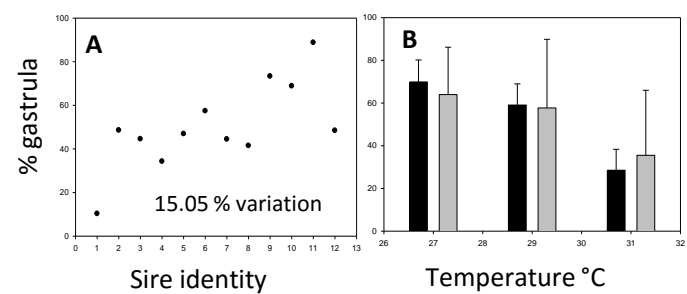 A
B
% gastrula
100
80
60
40
20
0
15.05 % variation
0 1 2 3 4 5 6 7 8 9 10 11 12 13
Sire identity
100
80
60
40
20
0
26 27 28 29 30 31 32
Temperature °C